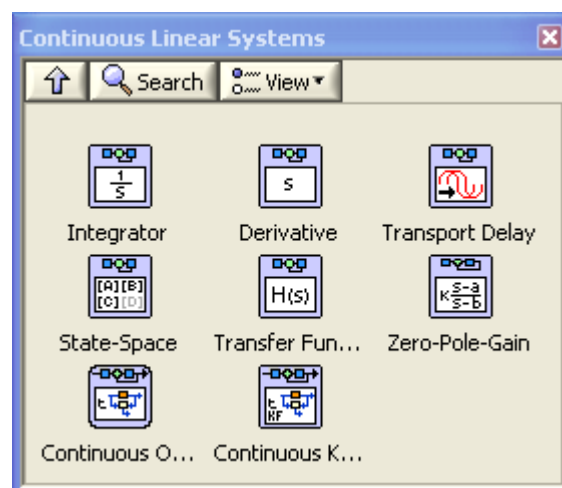 Continuous Linear Systems
Search View
1/s s
Integrator Derivative Transport Delay
[A][B] [C][D] H(s) K s-a/s-b
State-Space Transfer Fun... Zero-Pole-Gain
t t KF
Continuous O... Continuous K...